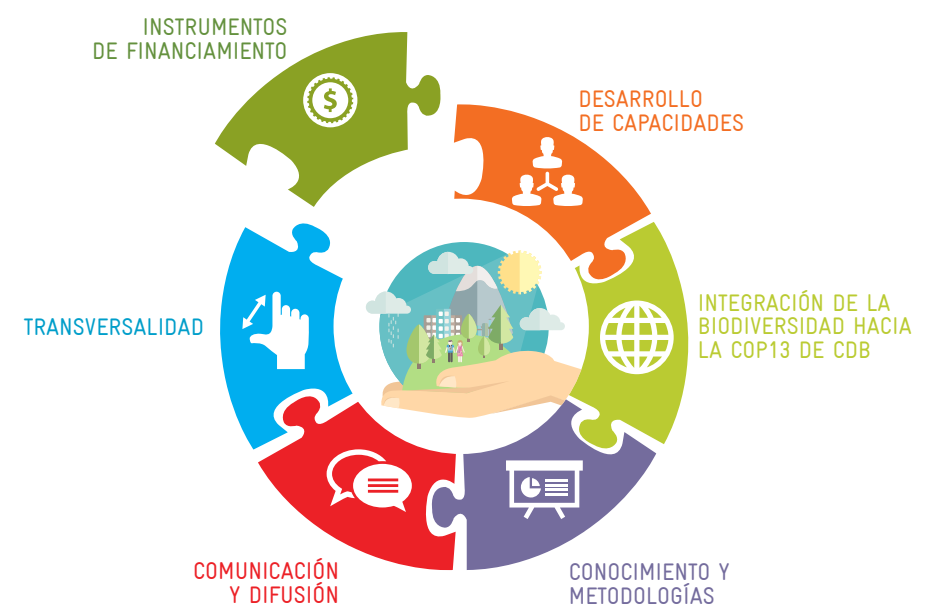 INSTRUMENTOS
DE FINANCIAMIENTO
$
DESARROLLO
DE CAPACIDADES
INTEGRACIÓN DE LA
BIODIVERSIDAD HACIA
LA COP13 DE CDB
TRANSVERSALIDAD
COMUNICACIÓN
Y DIFUSIÓN
CONOCIMIENTO Y
METODOLOGÍAS